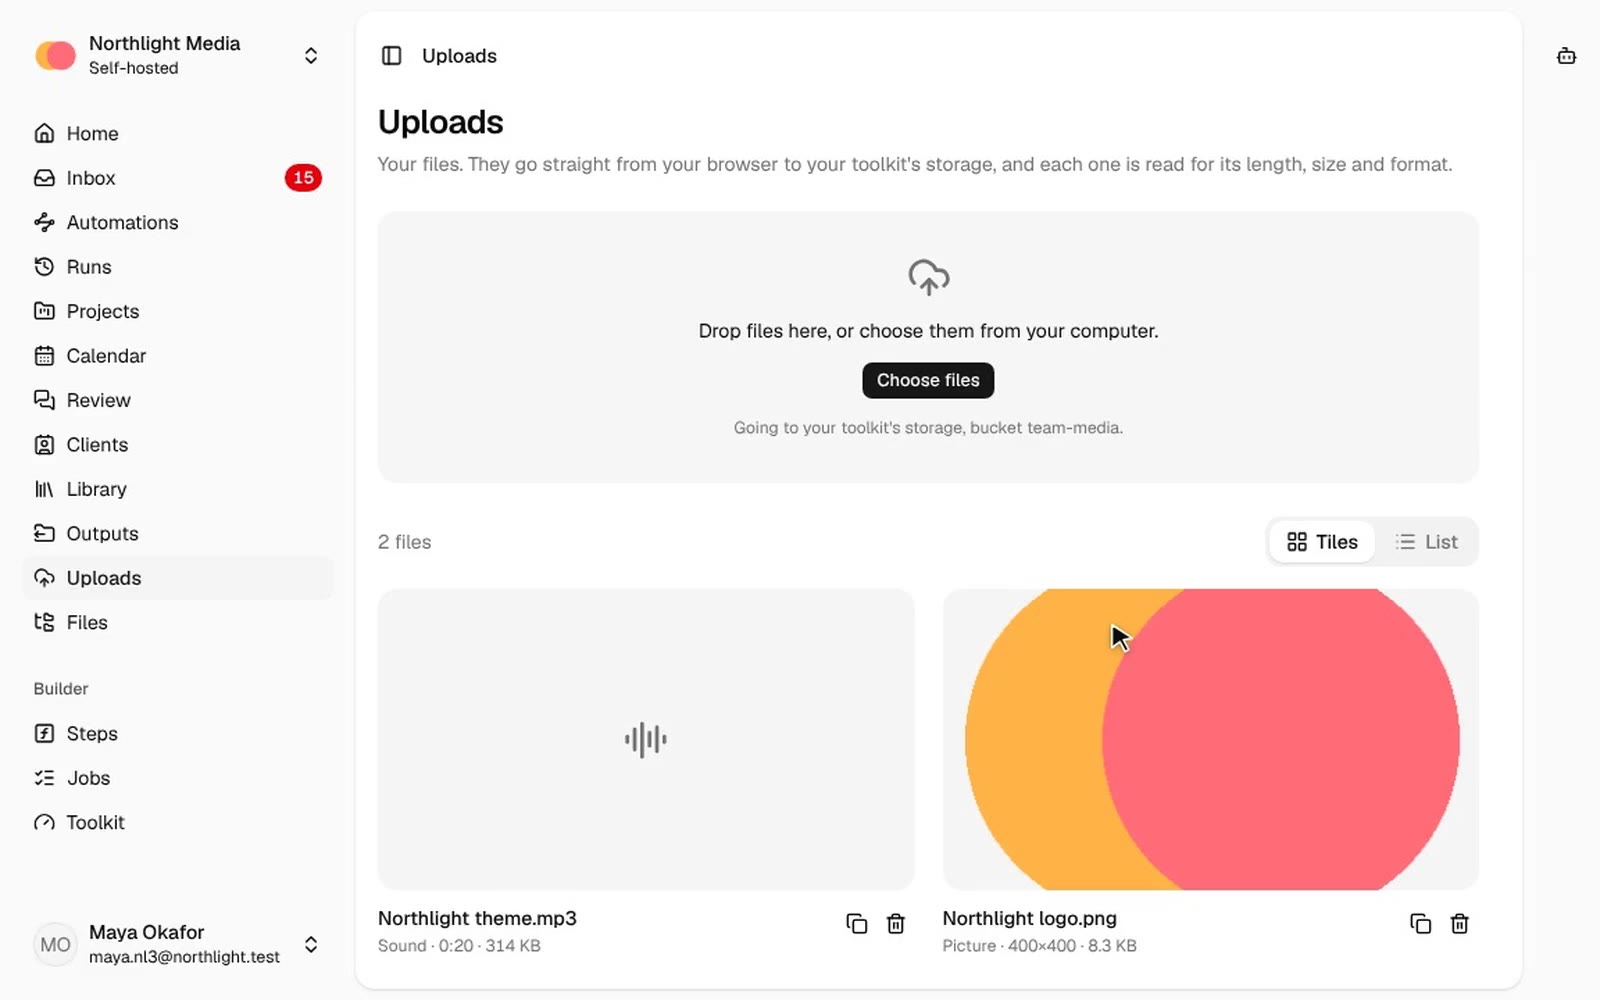 Northlight Media
Self-hosted
Home
Inbox
15
Automations
Runs
Projects
Calendar
Review
Clients
Library
Outputs
Uploads
Files
Builder
Steps
Jobs
Toolkit
MO
Maya Okafor
maya.nl3@northlight.test
Uploads
Uploads
Your files. They go straight from your browser to your toolkit's storage, and each one is read for its length, size and format.
Drop files here, or choose them from your computer.
Choose files
Going to your toolkit's storage, bucket team-media.
2 files
Tiles
List
Northlight theme.mp3
Sound · 0:20 · 314 KB
Northlight logo.png
Picture · 400×400 · 8.3 KB